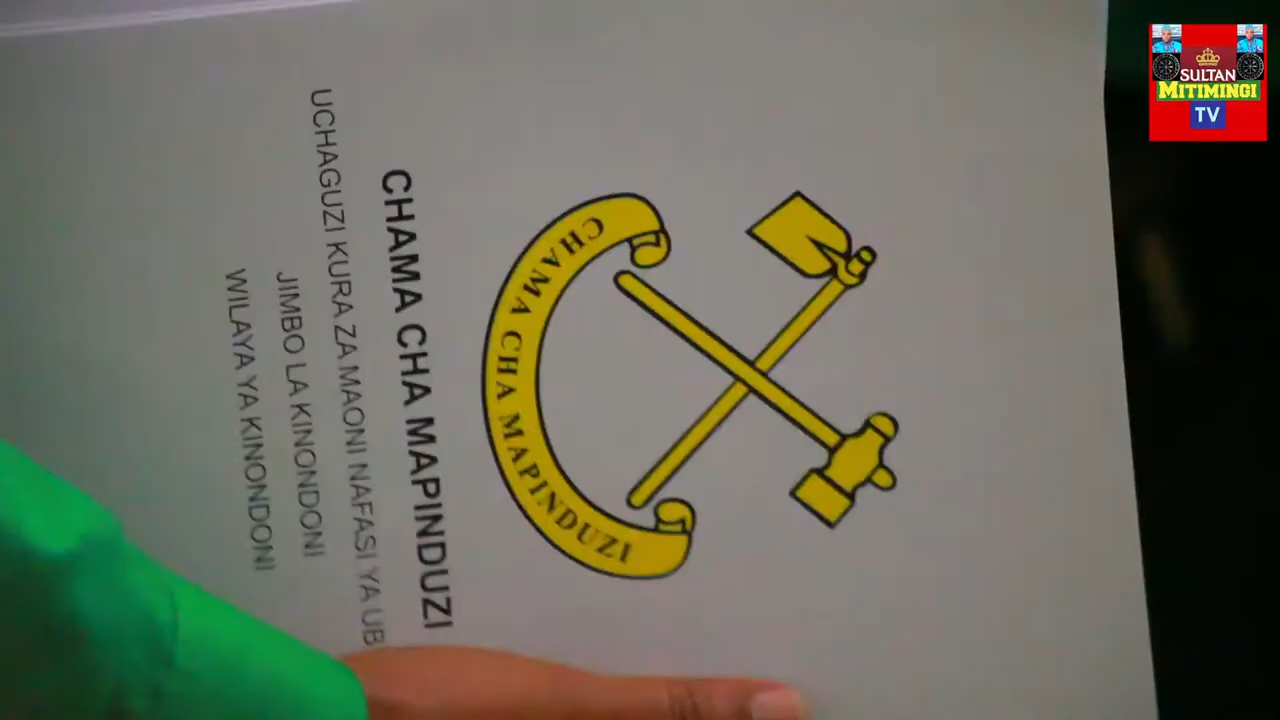 CHAMA CHA MAPINDUZI
CHAMA CHA MAPINDUZI
UCHAGUZI KURA ZA MAONI NAFASI YA UB
JIMBO LA KINONDONI
WILAYA YA KINONDONI
SULTAN
MITIMINGI
TV